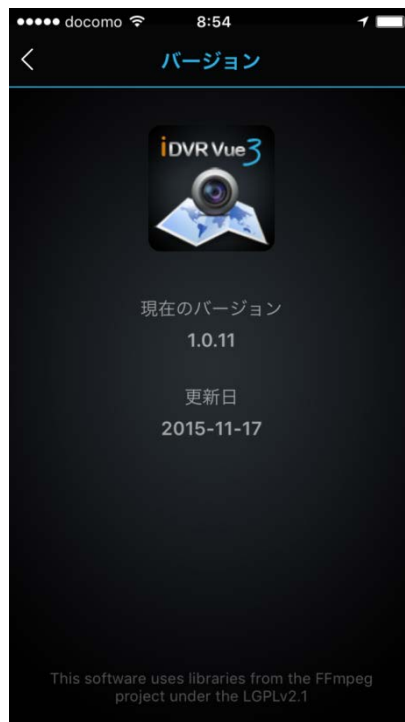 docomo 8:54
バージョン
iDVR Vue3
現在のバージョン
1.0.11
更新日
2015-11-17
This software uses libraries from the FFmpeg
project under the LGPLv2.1